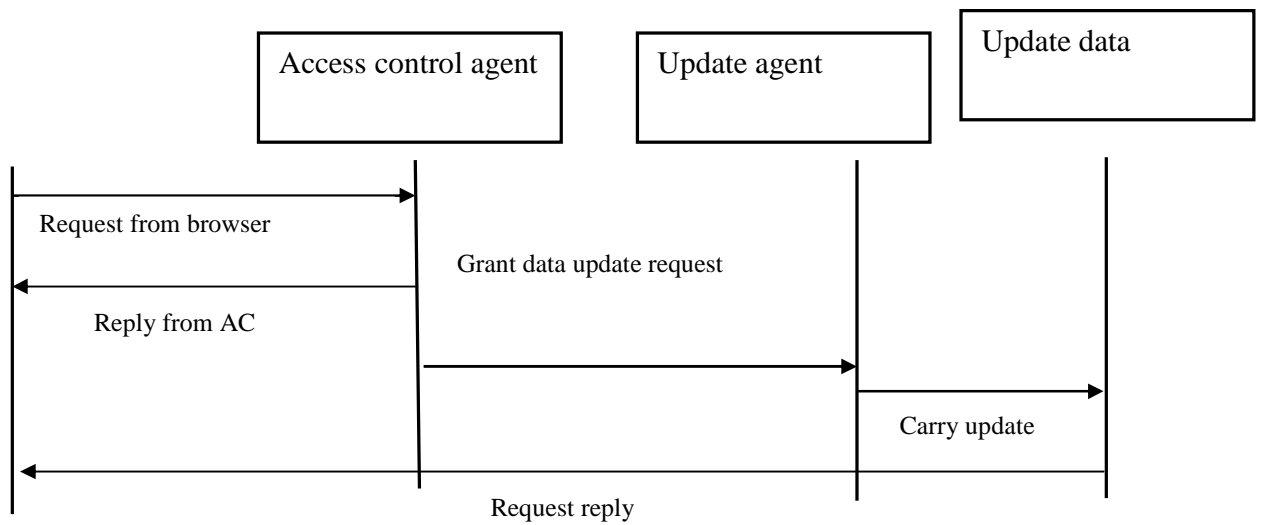 Access control agent
Update agent
Update data
Request from browser
Grant data update request
Reply from AC
Carry update
Request reply